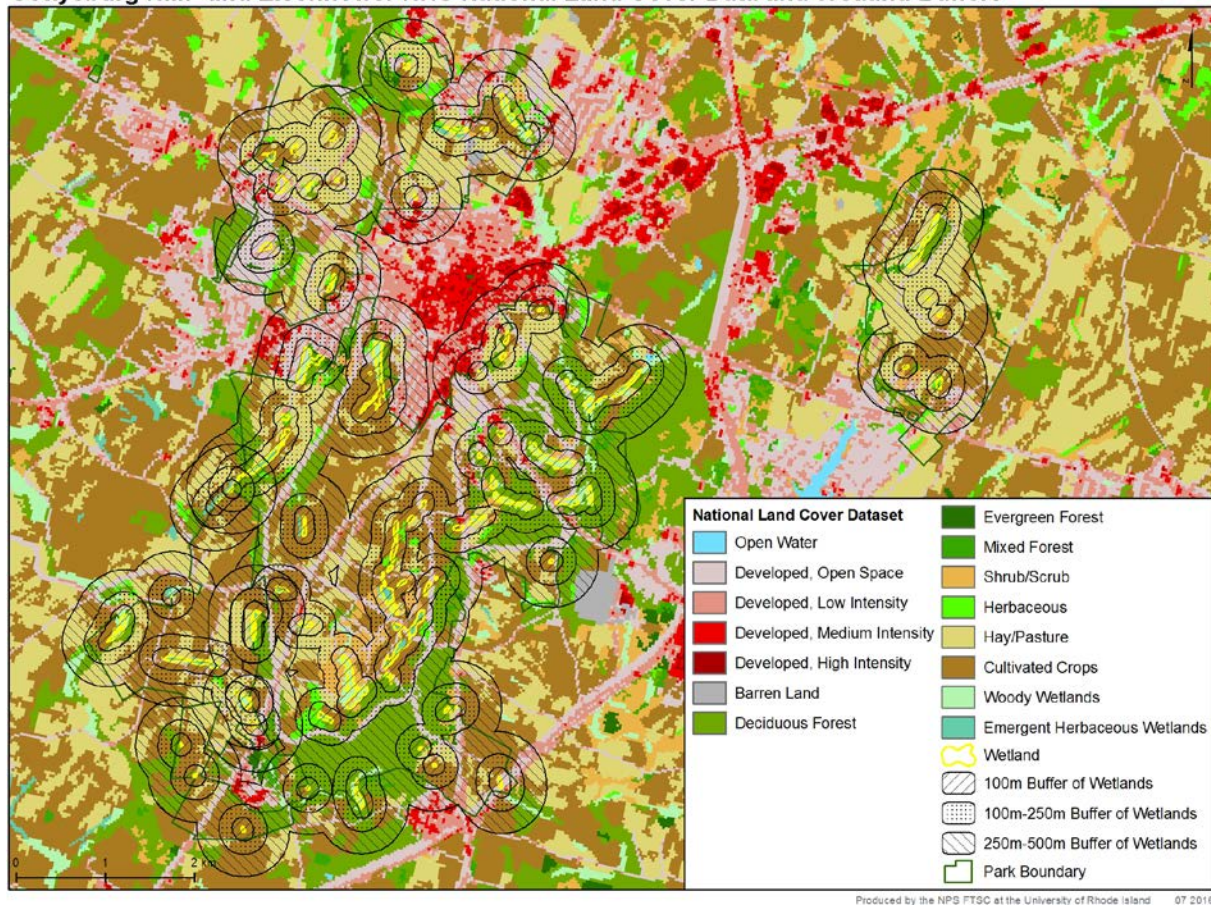 National Land Cover Dataset
Open Water
Developed, Open Space
Developed, Low Intensity
Developed, Medium Intensity
Developed, High Intensity
Barren Land
Deciduous Forest
Evergreen Forest
Mixed Forest
Shrub/Scrub
Herbaceous
Hay/Pasture
Cultivated Crops
Woody Wetlands
Emergent Herbaceous Wetlands
Wetland
100m Buffer of Wetlands
100m-250m Buffer of Wetlands
250m-500m Buffer of Wetlands
Park Boundary
0 1 2 km
Produced by the NPS FTSC at the University of Rhode Island 07 2016